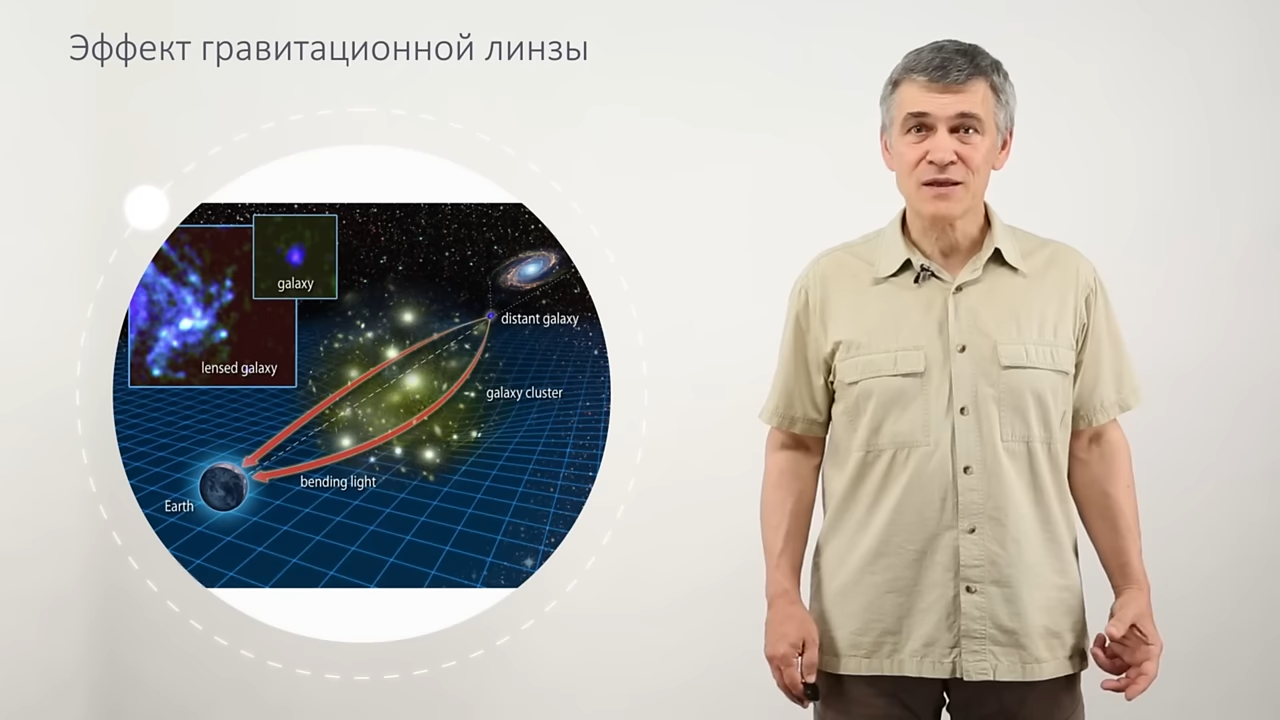 Эффект гравитационной линзы
galaxy
lensed galaxy
distant galaxy
galaxy cluster
bending light
Earth